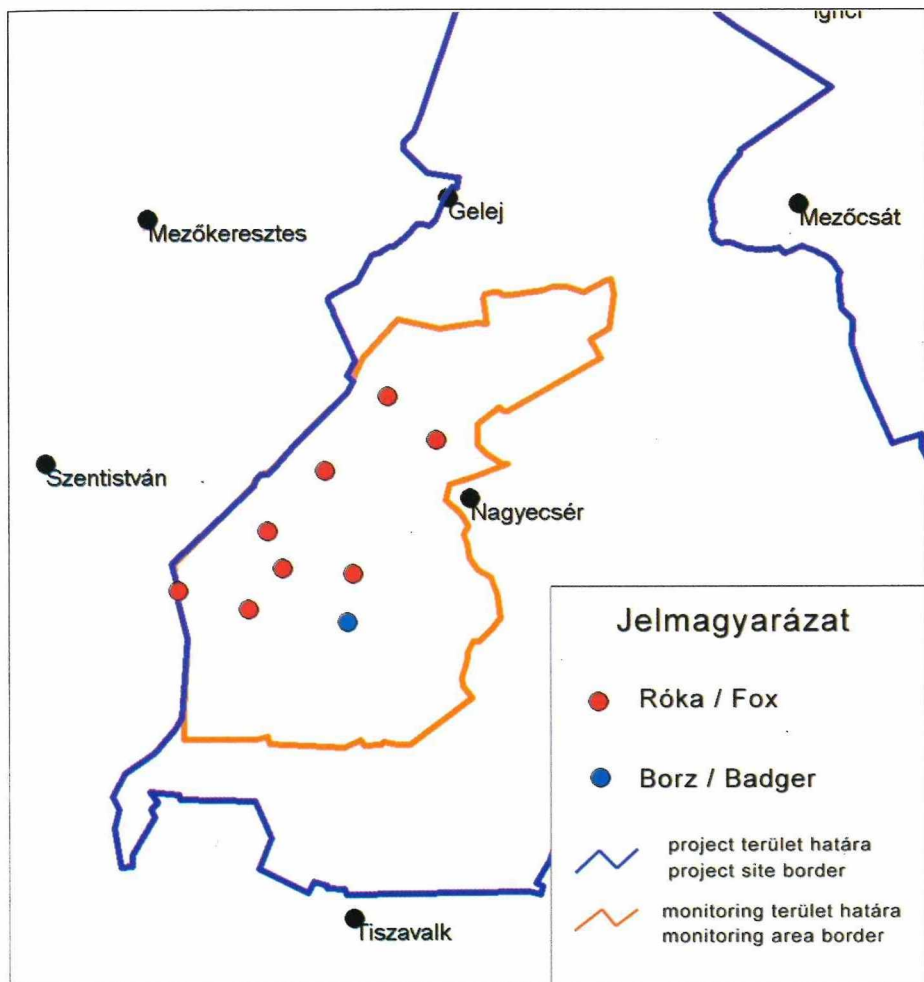 Gelej
Mezőcsát
Mezőkeresztes
Szentistván
Nagyecsér
Tiszavalk
Jelmagyarázat
Róka / Fox
Borz / Badger
project terület határa
project site border
monitoring terület határa
monitoring area border